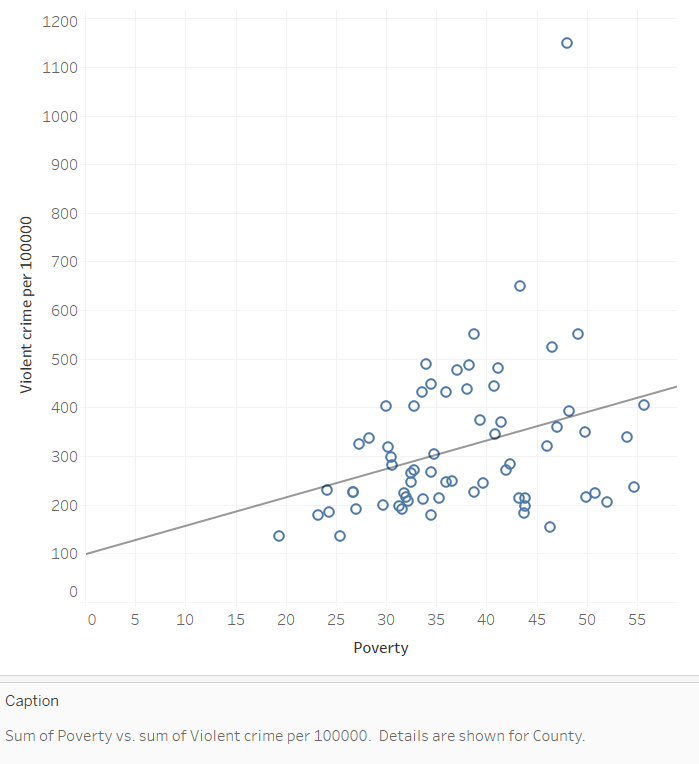 1200
1100
1000
900
800
700
600
500
400
300
200
100
0
Violent crime per 100000
0 5 10 15 20 25 30 35 40 45 50 55
Poverty
Caption
Sum of Poverty vs. sum of Violent crime per 100000. Details are shown for County.